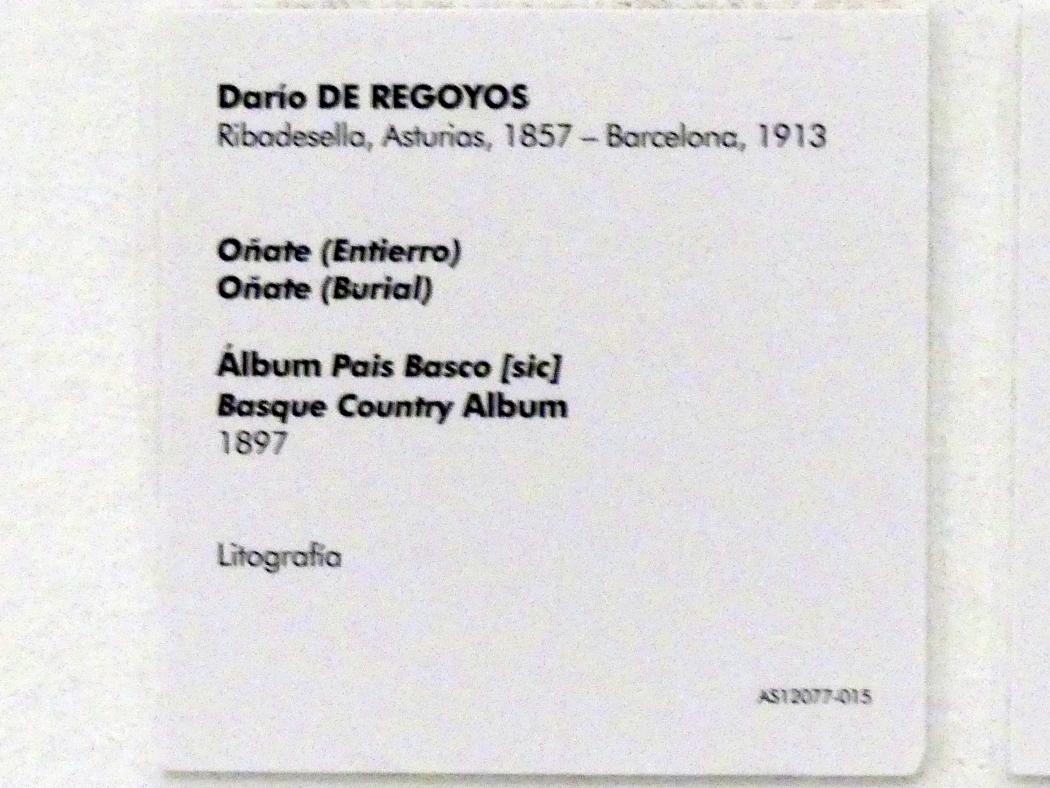 Darío DE REGOYOS
Ribadesella, Asturias, 1857 – Barcelona, 1913
Oñate (Entierro)
Oñate (Burial)
Álbum Pais Basco [sic]
Basque Country Album
1897
Litografía
AS12077-015